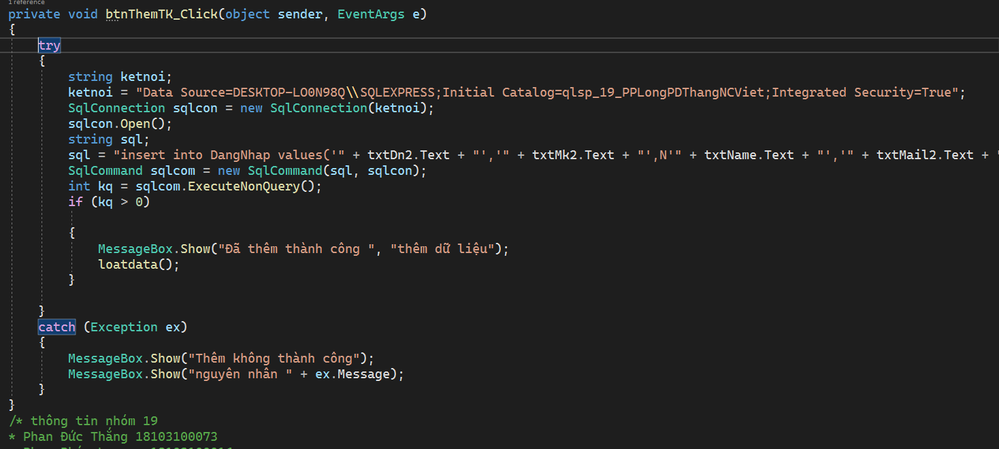 1 reference
private void btnThemTK_Click(object sender, EventArgs e)
{
try
{
string ketnoi;
ketnoi = "Data Source=DESKTOP-LO0N98Q\\SQLEXPRESS;Initial Catalog=qlsp_19_PPLongPDThangNCViet;Integrated Security=True";
SqlConnection sqlcon = new SqlConnection(ketnoi);
sqlcon.Open();
string sql;
sql = "insert into DangNhap values('" + txtDn2.Text + "','" + txtMk2.Text + "',N'" + txtName.Text + "','" + txtMail2.Text + "
SqlCommand sqlcom = new SqlCommand(sql, sqlcon);
int kq = sqlcom.ExecuteNonQuery();
if (kq > 0)
{
MessageBox.Show("Đã thêm thành công ", "thêm dữ liệu");
loatdata();
}
}
catch (Exception ex)
{
MessageBox.Show("Thêm không thành công");
MessageBox.Show("nguyên nhân " + ex.Message);
}
}
/* thông tin nhóm 19
* Phan Đức Thắng 18103100073